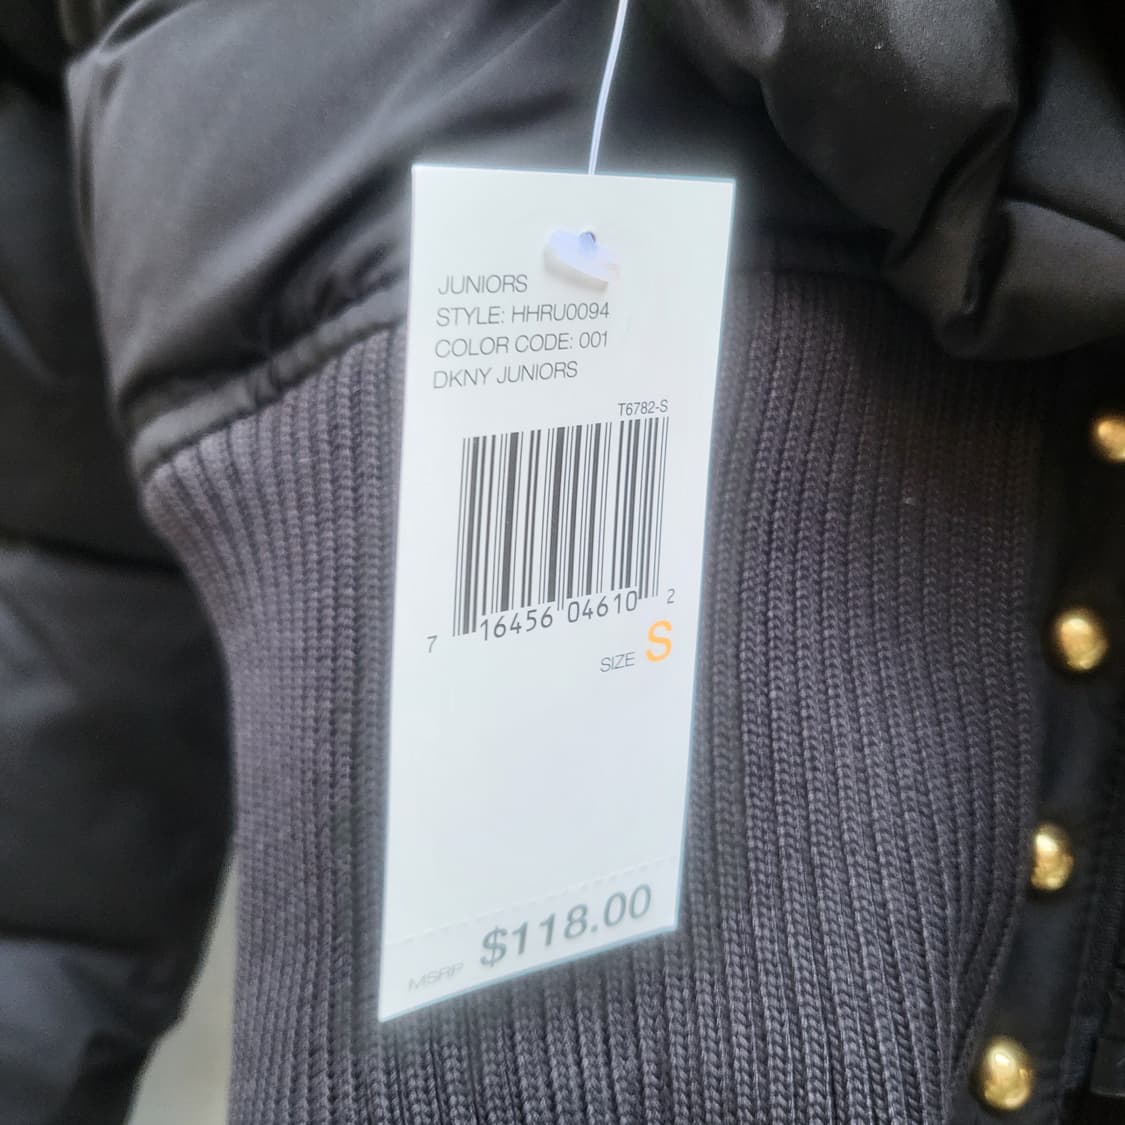 JUNIORS
STYLE: HHRU0094
COLOR CODE: 001
DKNY JUNIORS
T6782-S
7 16456 04610 2
SIZE S
MSRP $118.00